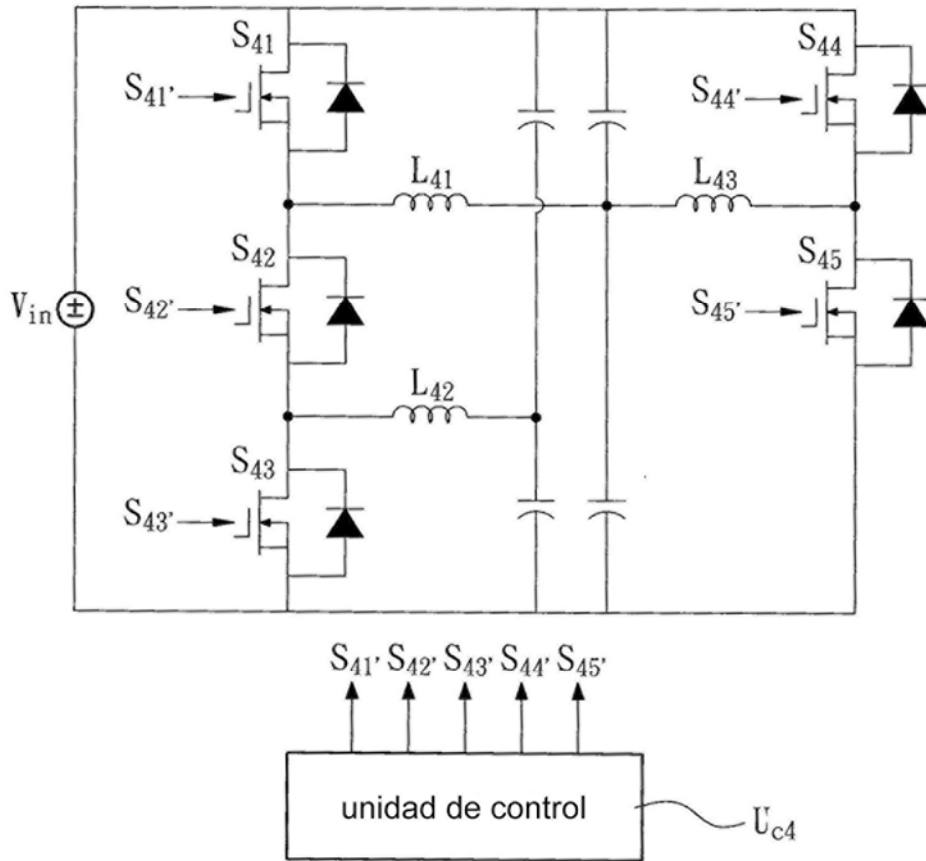 S41
S44
S41'
S44'
L41
L43
S42
S45
Vin
±
S42'
S45'
L42
S43
S43'
S41' S42' S43' S44' S45'
unidad de control
Uc4